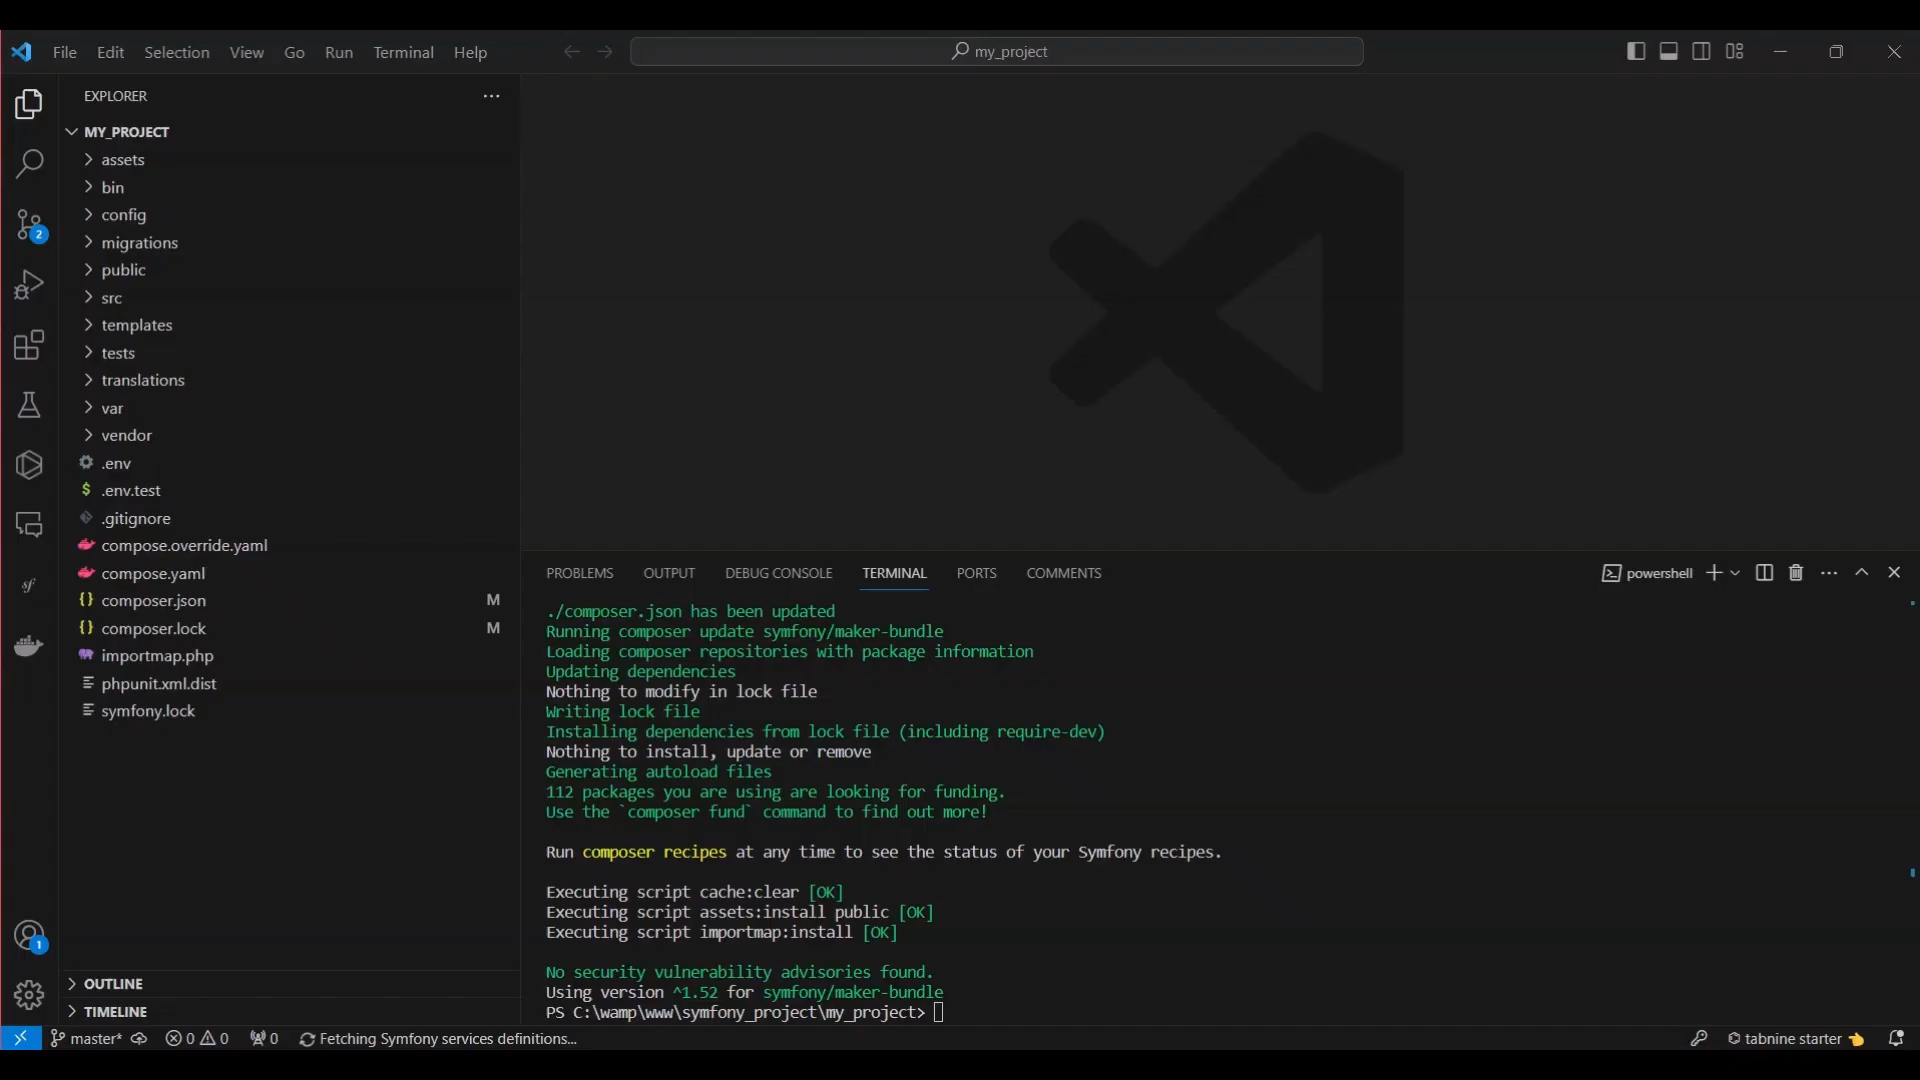 File Edit Selection View Go Run Terminal Help
my_project
EXPLORER
MY_PROJECT
assets
bin
config
migrations
public
src
templates
tests
translations
var
vendor
.env
.env.test
.gitignore
compose.override.yaml
compose.yaml
composer.json M
composer.lock M
importmap.php
phpunit.xml.dist
symfony.lock
OUTLINE
TIMELINE
2
sf
1
PROBLEMS OUTPUT DEBUG CONSOLE TERMINAL PORTS COMMENTS
powershell
./composer.json has been updated
Running composer update symfony/maker-bundle
Loading composer repositories with package information
Updating dependencies
Nothing to modify in lock file
Writing lock file
Installing dependencies from lock file (including require-dev)
Nothing to install, update or remove
Generating autoload files
112 packages you are using are looking for funding.
Use the `composer fund` command to find out more!
Run composer recipes at any time to see the status of your Symfony recipes.
Executing script cache:clear [OK]
Executing script assets:install public [OK]
Executing script importmap:install [OK]
No security vulnerability advisories found.
Using version ^1.52 for symfony/maker-bundle
PS C:\wamp\www\symfony_project\my_project>
master* 0 0 0 Fetching Symfony services definitions...
tabnine starter